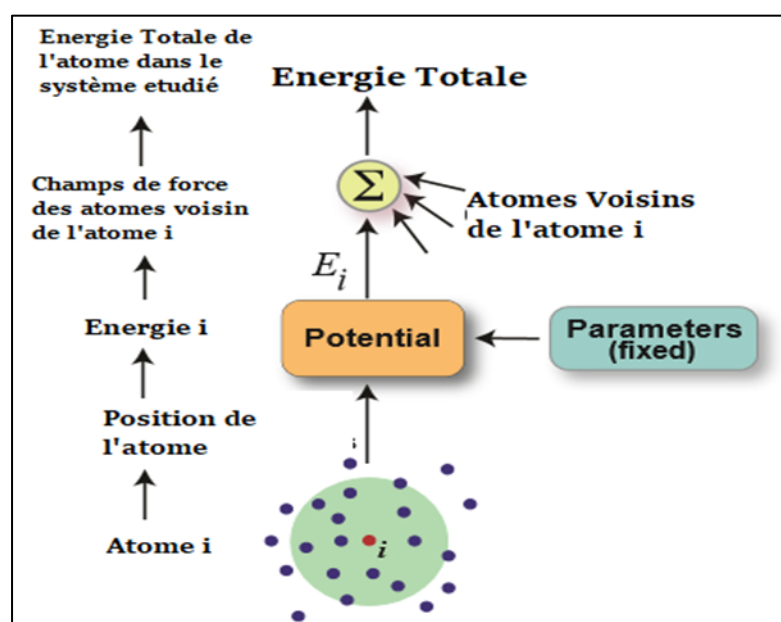 Energie Totale de
l'atome dans le
système etudié
Energie Totale
Champs de force
des atomes voisin
de l'atome i
Σ
Atomes Voisins
de l'atome i
E_i
Energie i
Potential
Parameters
(fixed)
Position de
l'atome
i
Atome i